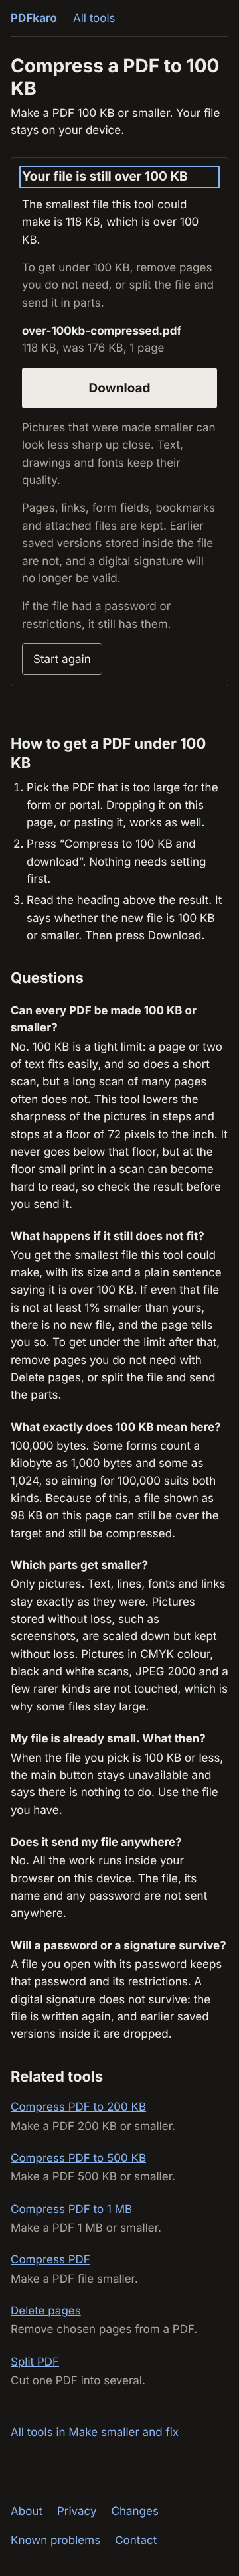 PDFkaro All tools
Compress a PDF to 100
KB
Make a PDF 100 KB or smaller. Your file
stays on your device.
Your file is still over 100 KB
The smallest file this tool could
make is 118 KB, which is over 100
KB.
To get under 100 KB, remove pages
you do not need, or split the file and
send it in parts.
over-100kb-compressed.pdf
118 KB, was 176 KB, 1 page
Download
Pictures that were made smaller can
look less sharp up close. Text,
drawings and fonts keep their
quality.
Pages, links, form fields, bookmarks
and attached files are kept. Earlier
saved versions stored inside the file
are not, and a digital signature will
no longer be valid.
If the file had a password or
restrictions, it still has them.
Start again
How to get a PDF under 100
KB
1. Pick the PDF that is too large for the
form or portal. Dropping it on this
page, or pasting it, works as well.
2. Press “Compress to 100 KB and
download”. Nothing needs setting
first.
3. Read the heading above the result. It
says whether the new file is 100 KB
or smaller. Then press Download.
Questions
Can every PDF be made 100 KB or
smaller?
No. 100 KB is a tight limit: a page or two
of text fits easily, and so does a short
scan, but a long scan of many pages
often does not. This tool lowers the
sharpness of the pictures in steps and
stops at a floor of 72 pixels to the inch. It
never goes below that floor, but at the
floor small print in a scan can become
hard to read, so check the result before
you send it.
What happens if it still does not fit?
You get the smallest file this tool could
make, with its size and a plain sentence
saying it is over 100 KB. If even that file
is not at least 1% smaller than yours,
there is no new file, and the page tells
you so. To get under the limit after that,
remove pages you do not need with
Delete pages, or split the file and send
the parts.
What exactly does 100 KB mean here?
100,000 bytes. Some forms count a
kilobyte as 1,000 bytes and some as
1,024, so aiming for 100,000 suits both
kinds. Because of this, a file shown as
98 KB on this page can still be over the
target and still be compressed.
Which parts get smaller?
Only pictures. Text, lines, fonts and links
stay exactly as they were. Pictures
stored without loss, such as
screenshots, are scaled down but kept
without loss. Pictures in CMYK colour,
black and white scans, JPEG 2000 and a
few rarer kinds are not touched, which is
why some files stay large.
My file is already small. What then?
When the file you pick is 100 KB or less,
the main button stays unavailable and
says there is nothing to do. Use the file
you have.
Does it send my file anywhere?
No. All the work runs inside your
browser on this device. The file, its
name and any password are not sent
anywhere.
Will a password or a signature survive?
A file you open with its password keeps
that password and its restrictions. A
digital signature does not survive: the
file is written again, and earlier saved
versions inside it are dropped.
Related tools
Compress PDF to 200 KB
Make a PDF 200 KB or smaller.
Compress PDF to 500 KB
Make a PDF 500 KB or smaller.
Compress PDF to 1 MB
Make a PDF 1 MB or smaller.
Compress PDF
Make a PDF file smaller.
Delete pages
Remove chosen pages from a PDF.
Split PDF
Cut one PDF into several.
All tools in Make smaller and fix
About Privacy Changes
Known problems Contact